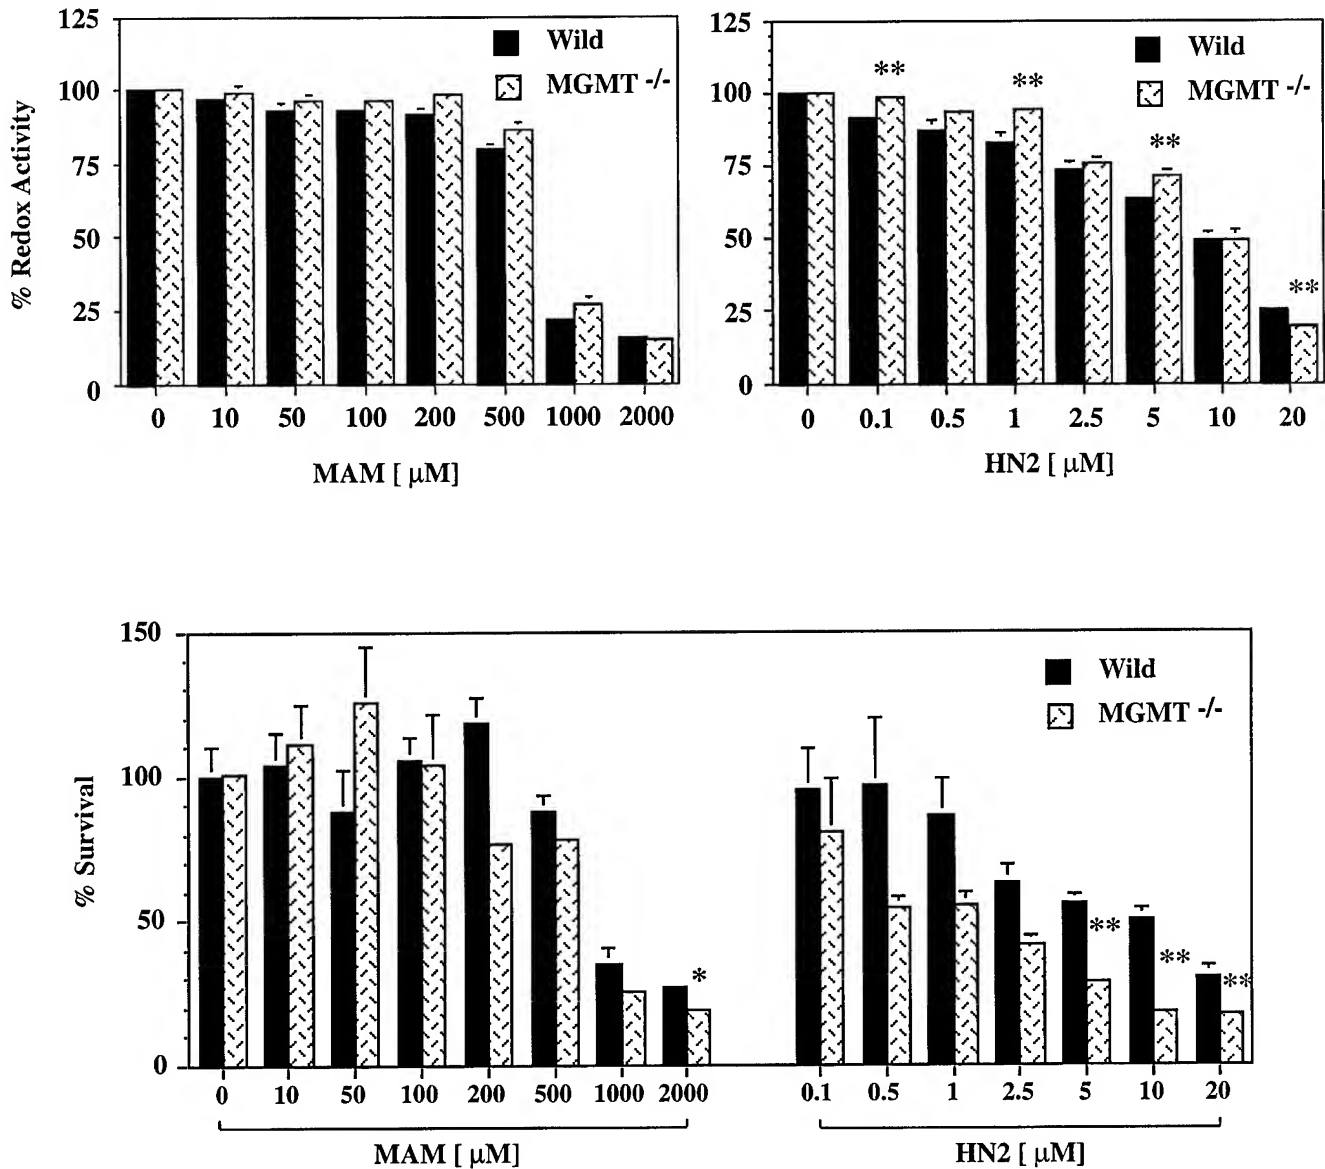 125
100
75
50
25
0
% Redox Activity
Wild
MGMT -/-
0 10 50 100 200 500 1000 2000
MAM [ μM]
125
100
75
50
25
0
Wild
MGMT -/-
**
**
**
**
0 0.1 0.5 1 2.5 5 10 20
HN2 [ μM]
150
100
50
0
% Survival
Wild
MGMT -/-
*
**
**
**
0 10 50 100 200 500 1000 2000
0.1 0.5 1 2.5 5 10 20
MAM [ μM]
HN2 [ μM]